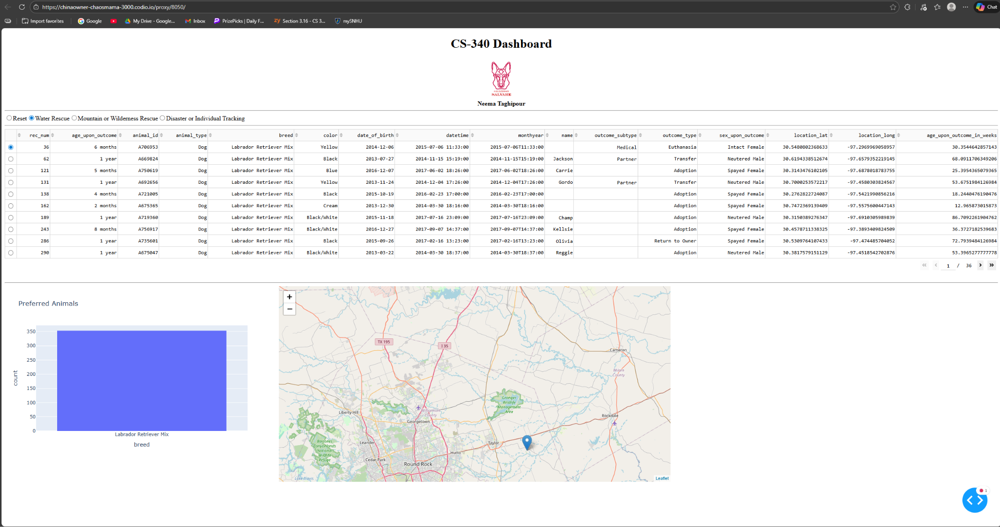 https://chinaowner-chaosmama-3000.codio.io/proxy/8050/
Chat
Import favorites
Google
My Drive - Google...
Inbox
PrizePicks | Daily F...
Section 3.16 - CS 3...
mySNHU
CS-340 Dashboard
GRAZIOSO
SALVARE
Neema Taghipour
Reset Water Rescue Mountain or Wilderness Rescue Disaster or Individual Tracking
rec_num age_upon_outcome animal_id animal_type breed color date_of_birth datetime monthyear name outcome_subtype outcome_type sex_upon_outcome location_lat location_long age_upon_outcome_in_weeks
36 6 months A706953 Dog Labrador Retriever Mix Yellow 2014-12-06 2015-07-06 11:33:00 2015-07-06T11:33:00 Medical Euthanasia Intact Female 30.5480802368633 -97.2969969058957 30.3544642857143
62 1 year A669824 Dog Labrador Retriever Mix Black 2013-07-27 2014-11-15 15:19:00 2014-11-15T15:19:00 Jackson Partner Transfer Neutered Male 30.6194338512674 -97.6579352219145 68.0911706349206
121 5 months A750619 Dog Labrador Retriever Mix Blue 2016-12-07 2017-06-02 18:26:00 2017-06-02T18:26:00 Carrie Adoption Spayed Female 30.3143476102105 -97.6878018783755 25.3954365079365
131 1 year A692656 Dog Labrador Retriever Mix Yellow 2013-11-24 2014-12-04 17:26:00 2014-12-04T17:26:00 Gordo Partner Transfer Neutered Male 30.7000253572217 -97.4580303824567 53.6751984126984
138 4 months A721005 Dog Labrador Retriever Mix Black 2015-10-19 2016-02-23 17:00:00 2016-02-23T17:00:00 Adoption Spayed Female 30.2762822724087 -97.5421990856216 18.2440476190476
162 2 months A675365 Dog Labrador Retriever Mix Cream 2013-12-30 2014-03-30 18:16:00 2014-03-30T18:16:00 Adoption Spayed Female 30.7472369139409 -97.5575600447143 12.965873015873
189 1 year A719360 Dog Labrador Retriever Mix Black/White 2015-11-18 2017-07-16 23:09:00 2017-07-16T23:09:00 Champ Adoption Neutered Male 30.3150389276347 -97.6910305989839 86.7092261904762
243 8 months A756917 Dog Labrador Retriever Mix Black/White 2016-12-27 2017-09-07 14:37:00 2017-09-07T14:37:00 Kellsie Adoption Spayed Female 30.4578711338325 -97.3893409824509 36.3727182539683
286 1 year A735601 Dog Labrador Retriever Mix Black 2015-09-26 2017-02-16 13:23:00 2017-02-16T13:23:00 Olivia Return to Owner Spayed Female 30.5309764107433 -97.474485704052 72.7939484126984
290 1 year A675047 Dog Labrador Retriever Mix Black/White 2013-03-22 2014-03-30 18:37:00 2014-03-30T18:37:00 Reggie Adoption Neutered Male 30.3817579151129 -97.4518542702876 53.3965277777778
1 / 36
Preferred Animals
350
300
250
200
150
100
50
0
count
Labrador Retriever Mix
breed
+
−
TX 195
I 35
Cameron
Milam
County
Granger
Wildlife
Management
Area
Liberty Hill
Williamson
County
Georgetown
Rockdale
Balcones
Canyonlands
National
Wildlife
Refuge
Leander
Taylor
Hutto
Cedar Park
Round Rock
Lake Travis
Leaflet
1